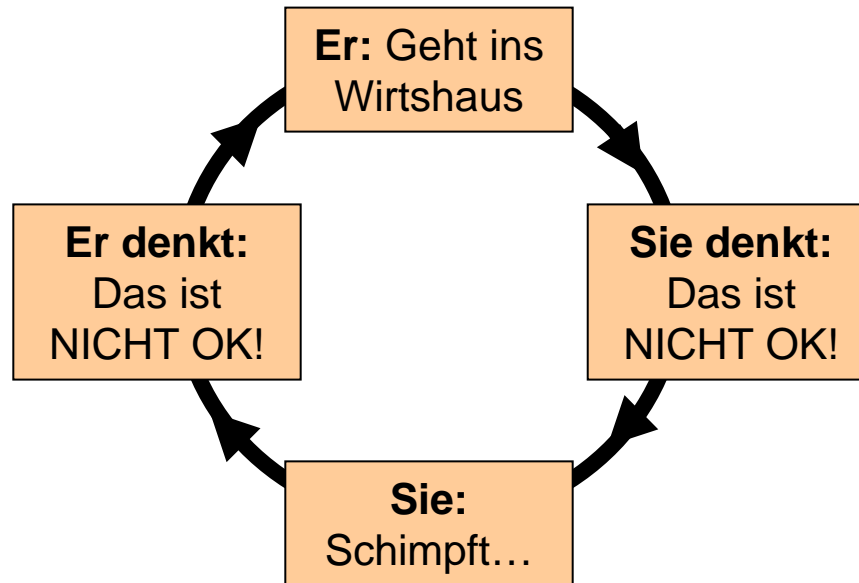 Er: Geht ins
Wirtshaus
Er denkt:
Das ist
NICHT OK!
Sie denkt:
Das ist
NICHT OK!
Sie:
Schimpft…